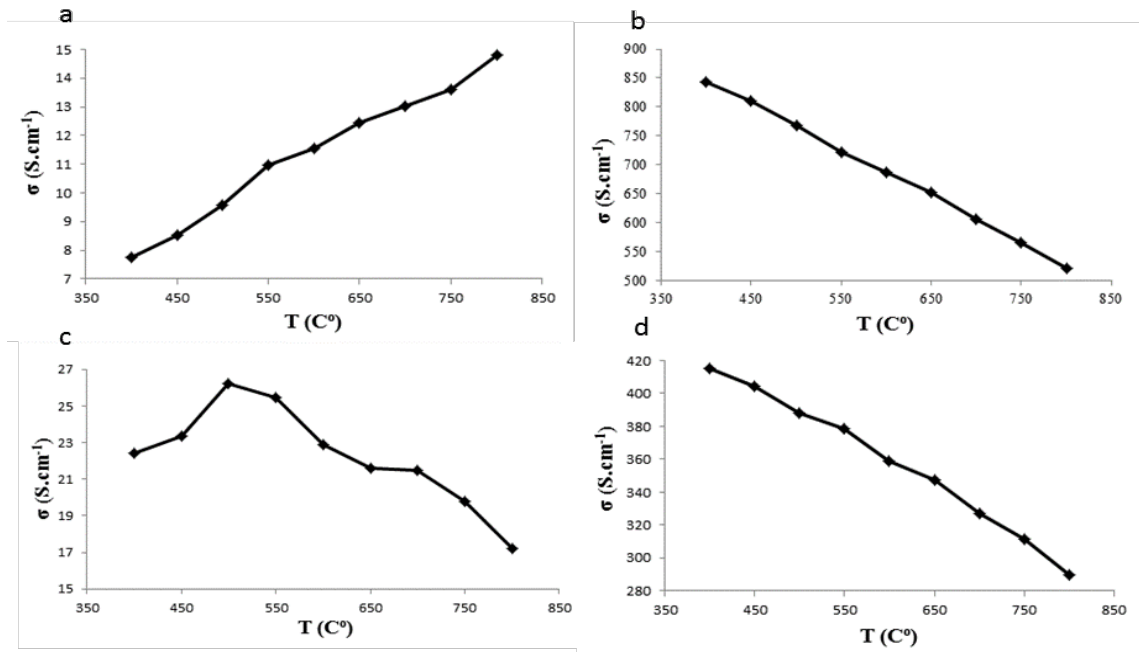 a
15
14
13
12
11
10
9
8
7
σ (S.cm-1)
350 450 550 650 750 850
T (Cº)
b
900
850
800
750
700
650
600
550
500
σ (S.cm-1)
350 450 550 650 750 850
T (Cº)
c
27
25
23
21
19
17
15
σ (S.cm-1)
350 450 550 650 750 850
T (Cº)
d
420
400
380
360
340
320
300
280
σ (S.cm-1)
350 450 550 650 750 850
T (Cº)